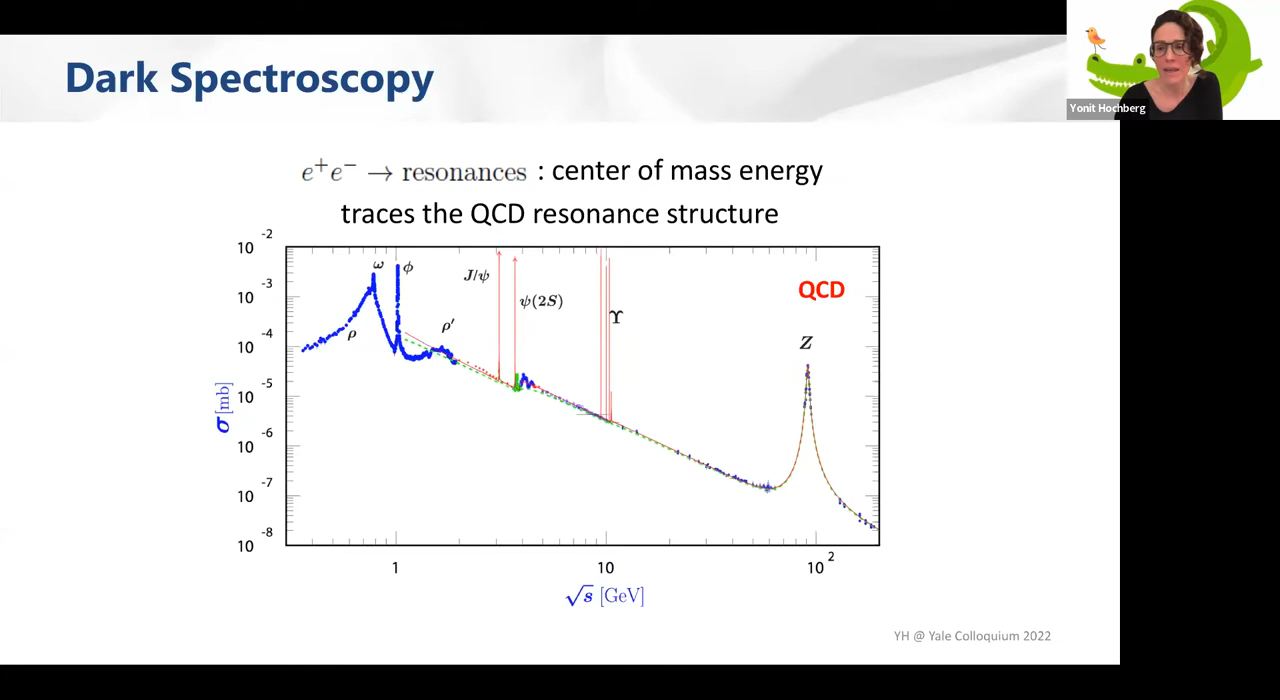 Yonit Hochberg
Dark Spectroscopy
e⁺e⁻ → resonances : center of mass energy
traces the QCD resonance structure
10⁻²
10⁻³
10⁻⁴
10⁻⁵
10⁻⁶
10⁻⁷
10⁻⁸
σ [mb]
ρ
ω
ϕ
ρ′
J/ψ
ψ(2S)
ϒ
QCD
Z
1
10
10²
√s [GeV]
YH @ Yale Colloquium 2022